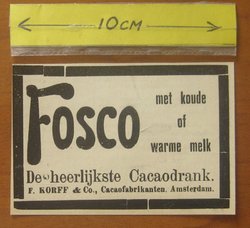 10CM
Fosco
met koude
of
warme melk
De heerlijkste Cacaodrank.
F. KORFF & Co., Cacaofabrikanten, Amsterdam.